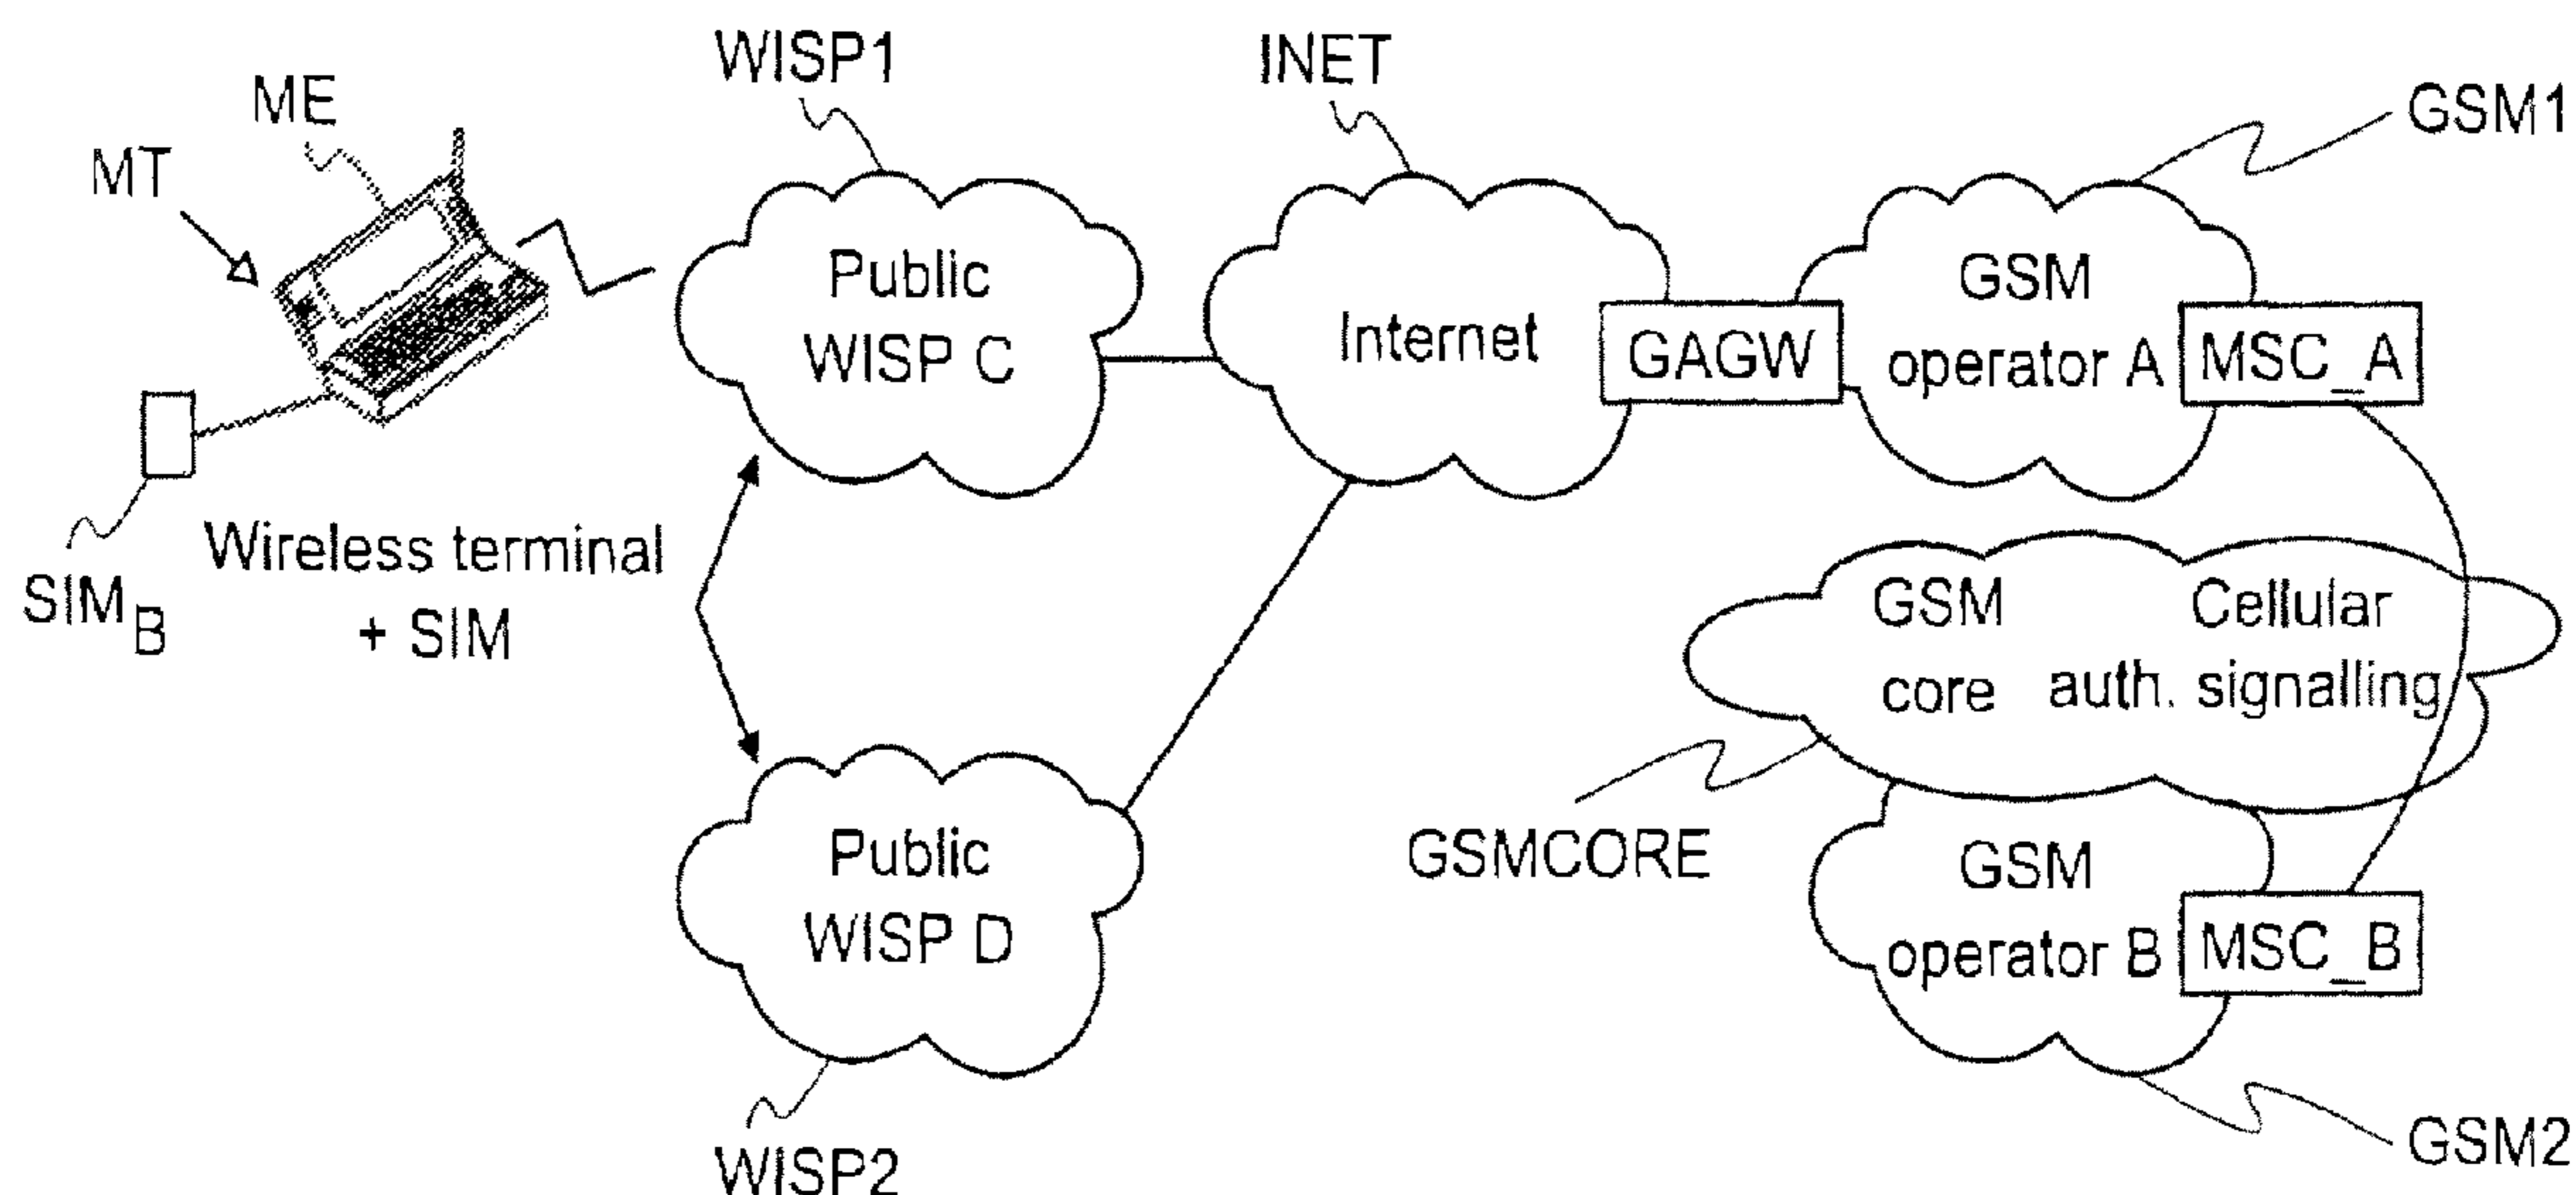 WISP1
INET
ME
GSM1
MT
Public
WISP C
Internet
GAGW
GSM
operator A
MSC_A
SIMB
Wireless terminal
+ SIM
GSM
core
Cellular
auth. signalling
GSMCORE
Public
WISP D
GSM
operator B
MSC_B
WISP2
GSM2